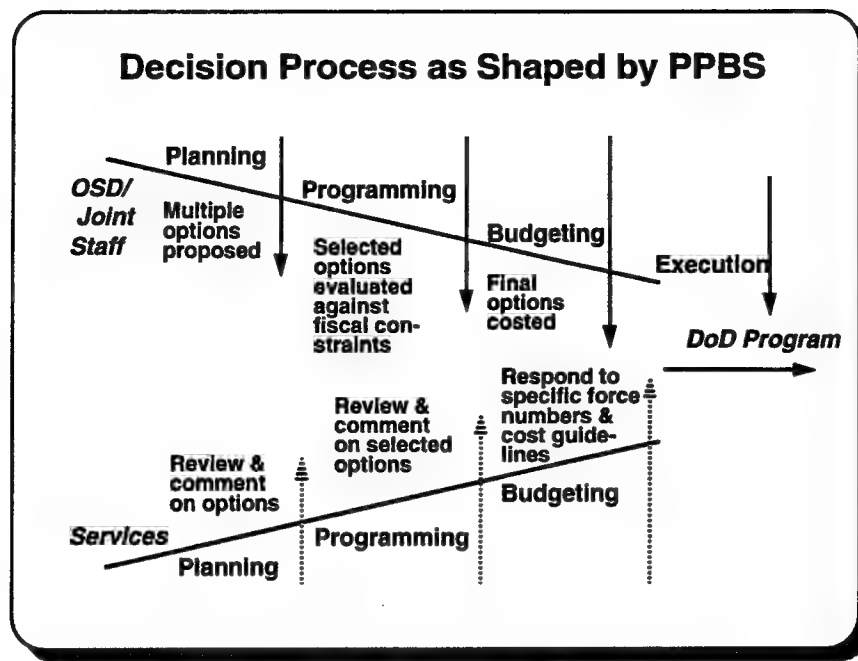 Decision Process as Shaped by PPBS
Planning
OSD/
Joint
Staff
Multiple
options
proposed
Programming
Selected
options
evaluated
against
fiscal con-
straints
Budgeting
Final
options
costed
Execution
DoD Program
Respond to
specific force
numbers &
cost guide-
lines
Review &
comment
on selected
options
Review &
comment
on options
Budgeting
Services
Programming
Planning